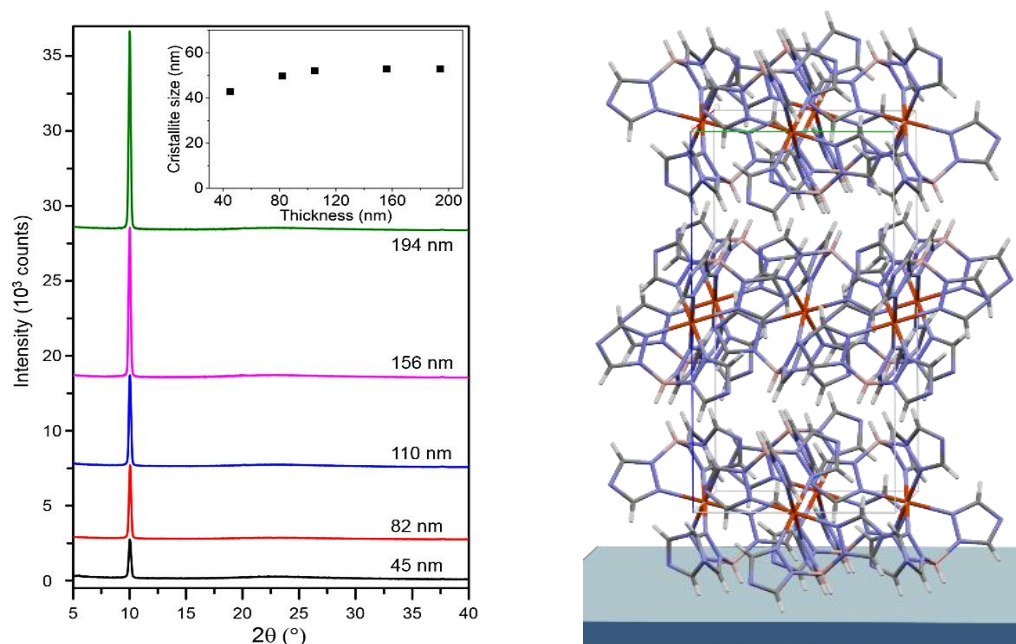 35
30
30
25
20
10
5
0
Intensity (10³ counts)
5
10
15
20
25
30
35
40
2θ (°)
194 nm
156 nm
110 nm
82 nm
45 nm
60
40
20
0
Cristallite size (nm)
40
80
120
160
200
Thickness (nm)